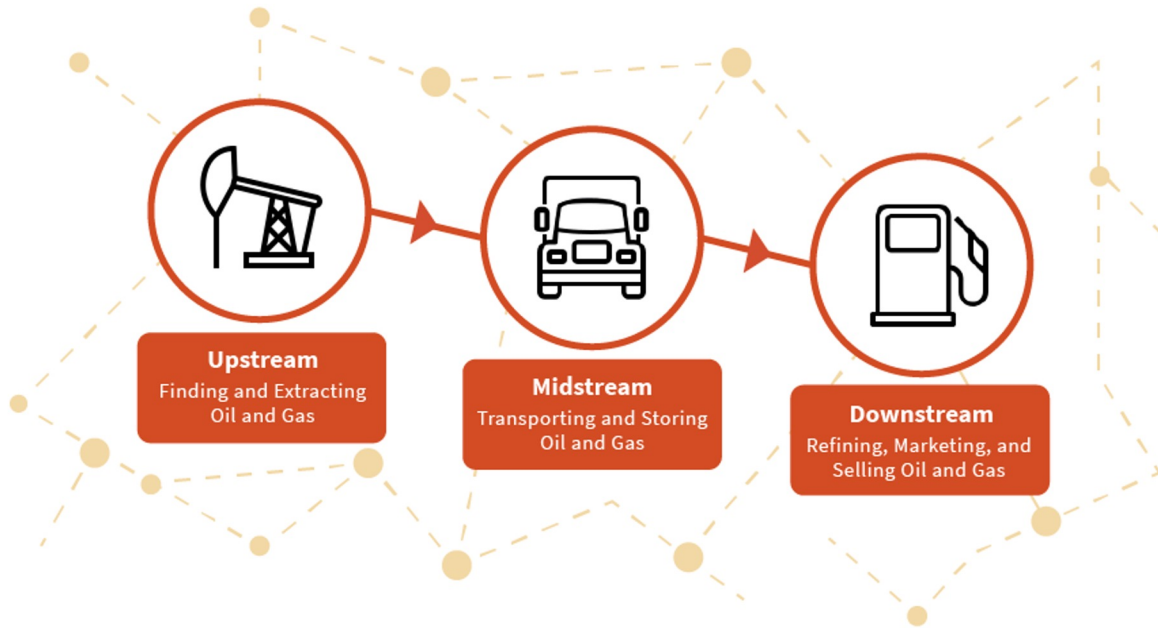 Upstream
Finding and Extracting
Oil and Gas
Midstream
Transporting and Storing
Oil and Gas
Downstream
Refining, Marketing, and
Selling Oil and Gas